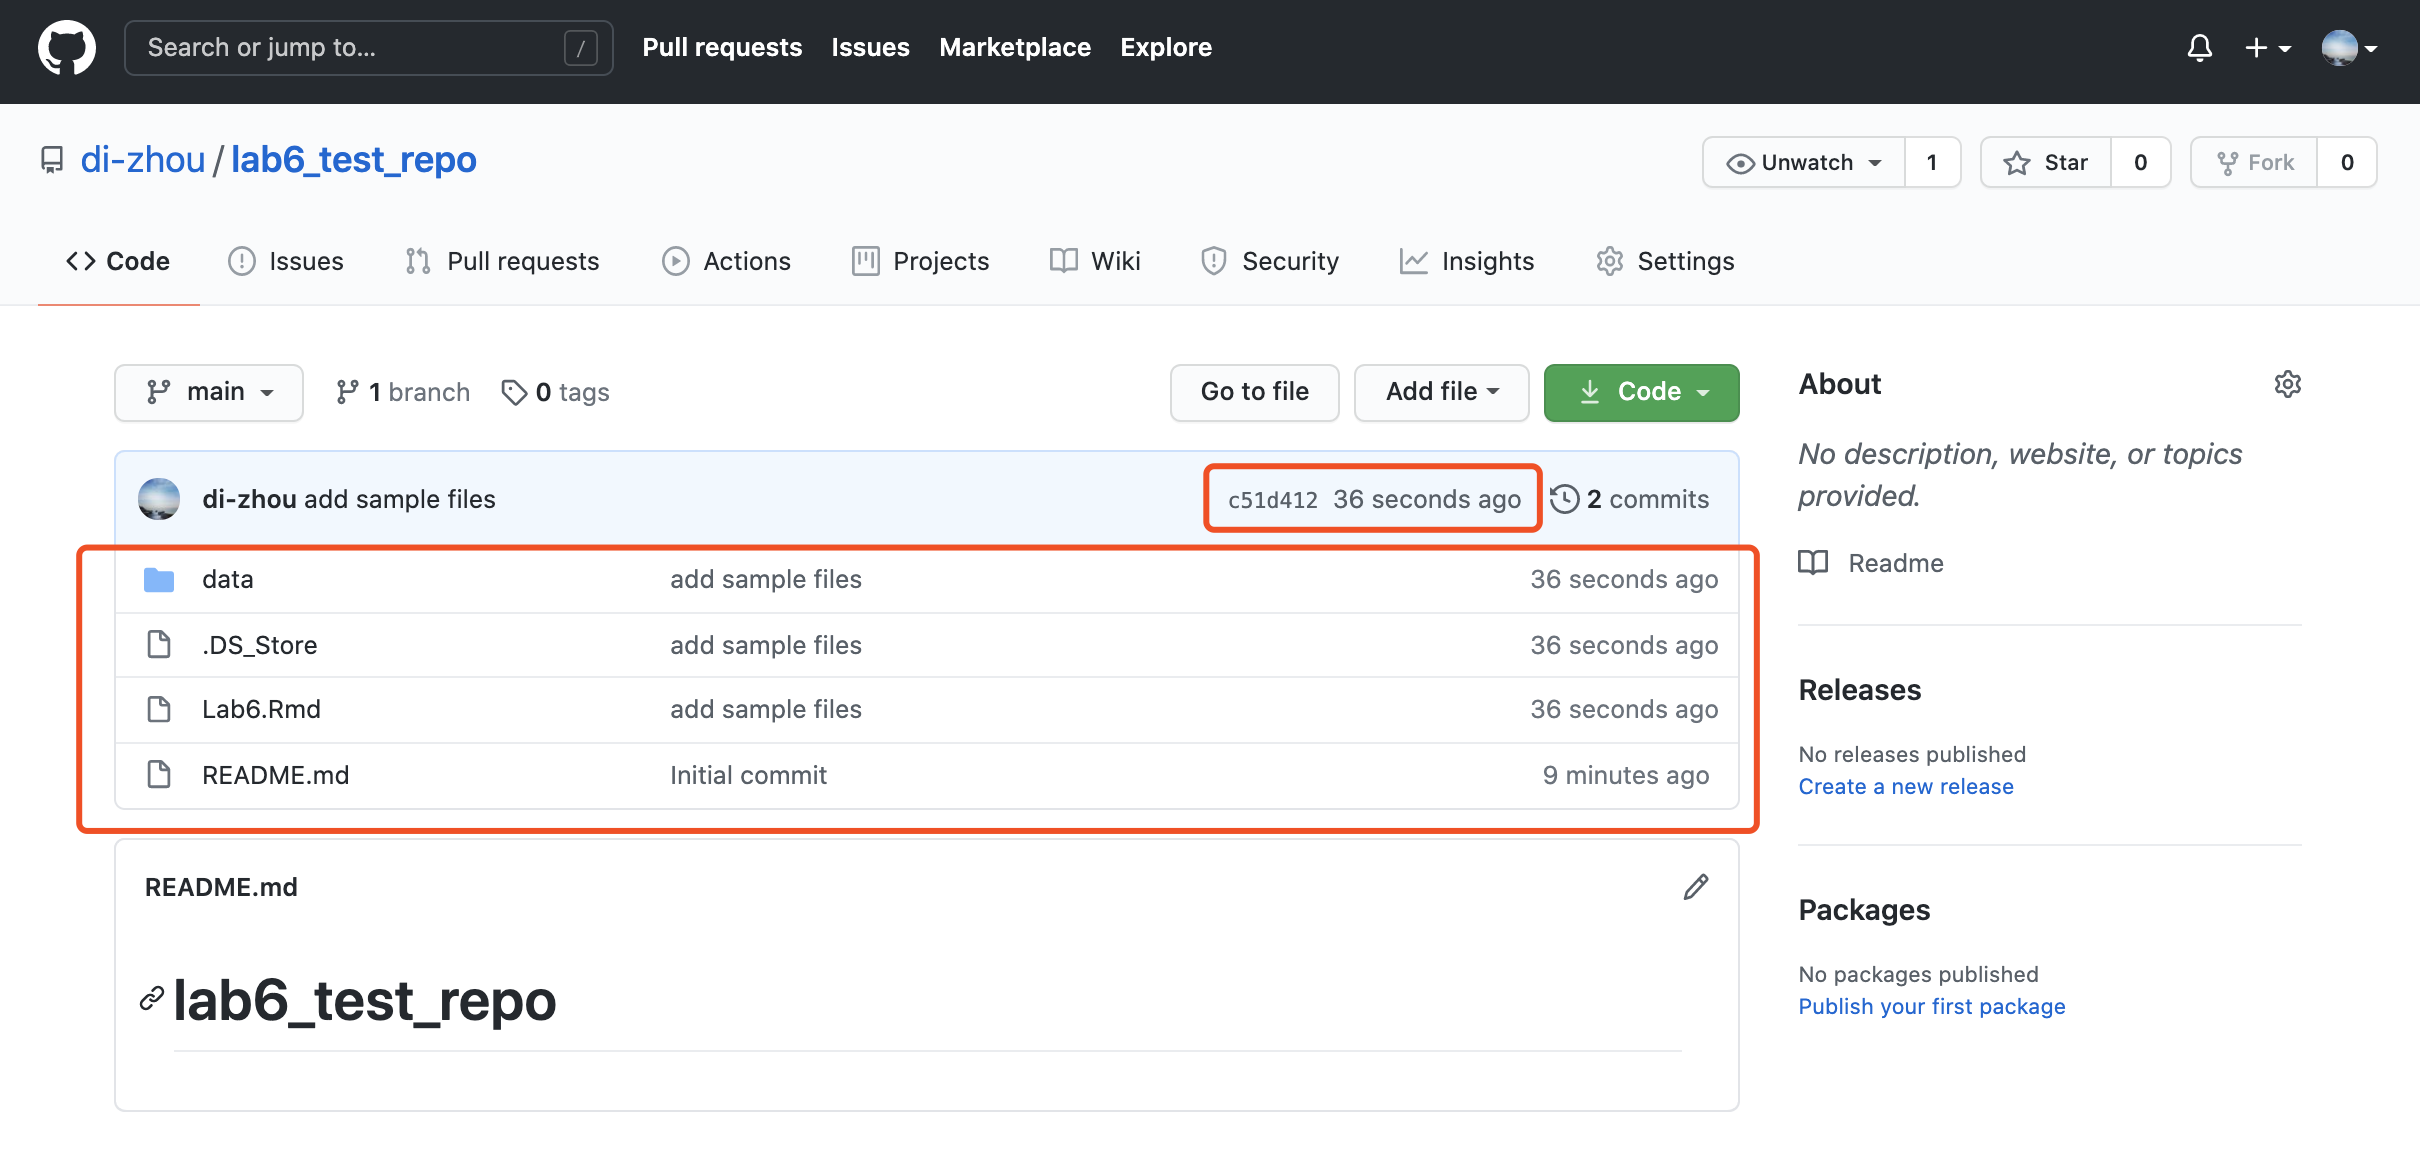 Search or jump to... / Pull requests Issues Marketplace Explore
di-zhou / lab6_test_repo Unwatch 1 Star 0 Fork 0
Code Issues Pull requests Actions Projects Wiki Security Insights Settings
main 1 branch 0 tags Go to file Add file Code
di-zhou add sample files c51d412 36 seconds ago 2 commits
data add sample files 36 seconds ago
.DS_Store add sample files 36 seconds ago
Lab6.Rmd add sample files 36 seconds ago
README.md Initial commit 9 minutes ago
README.md
lab6_test_repo
About
No description, website, or topics
provided.
Readme
Releases
No releases published
Create a new release
Packages
No packages published
Publish your first package